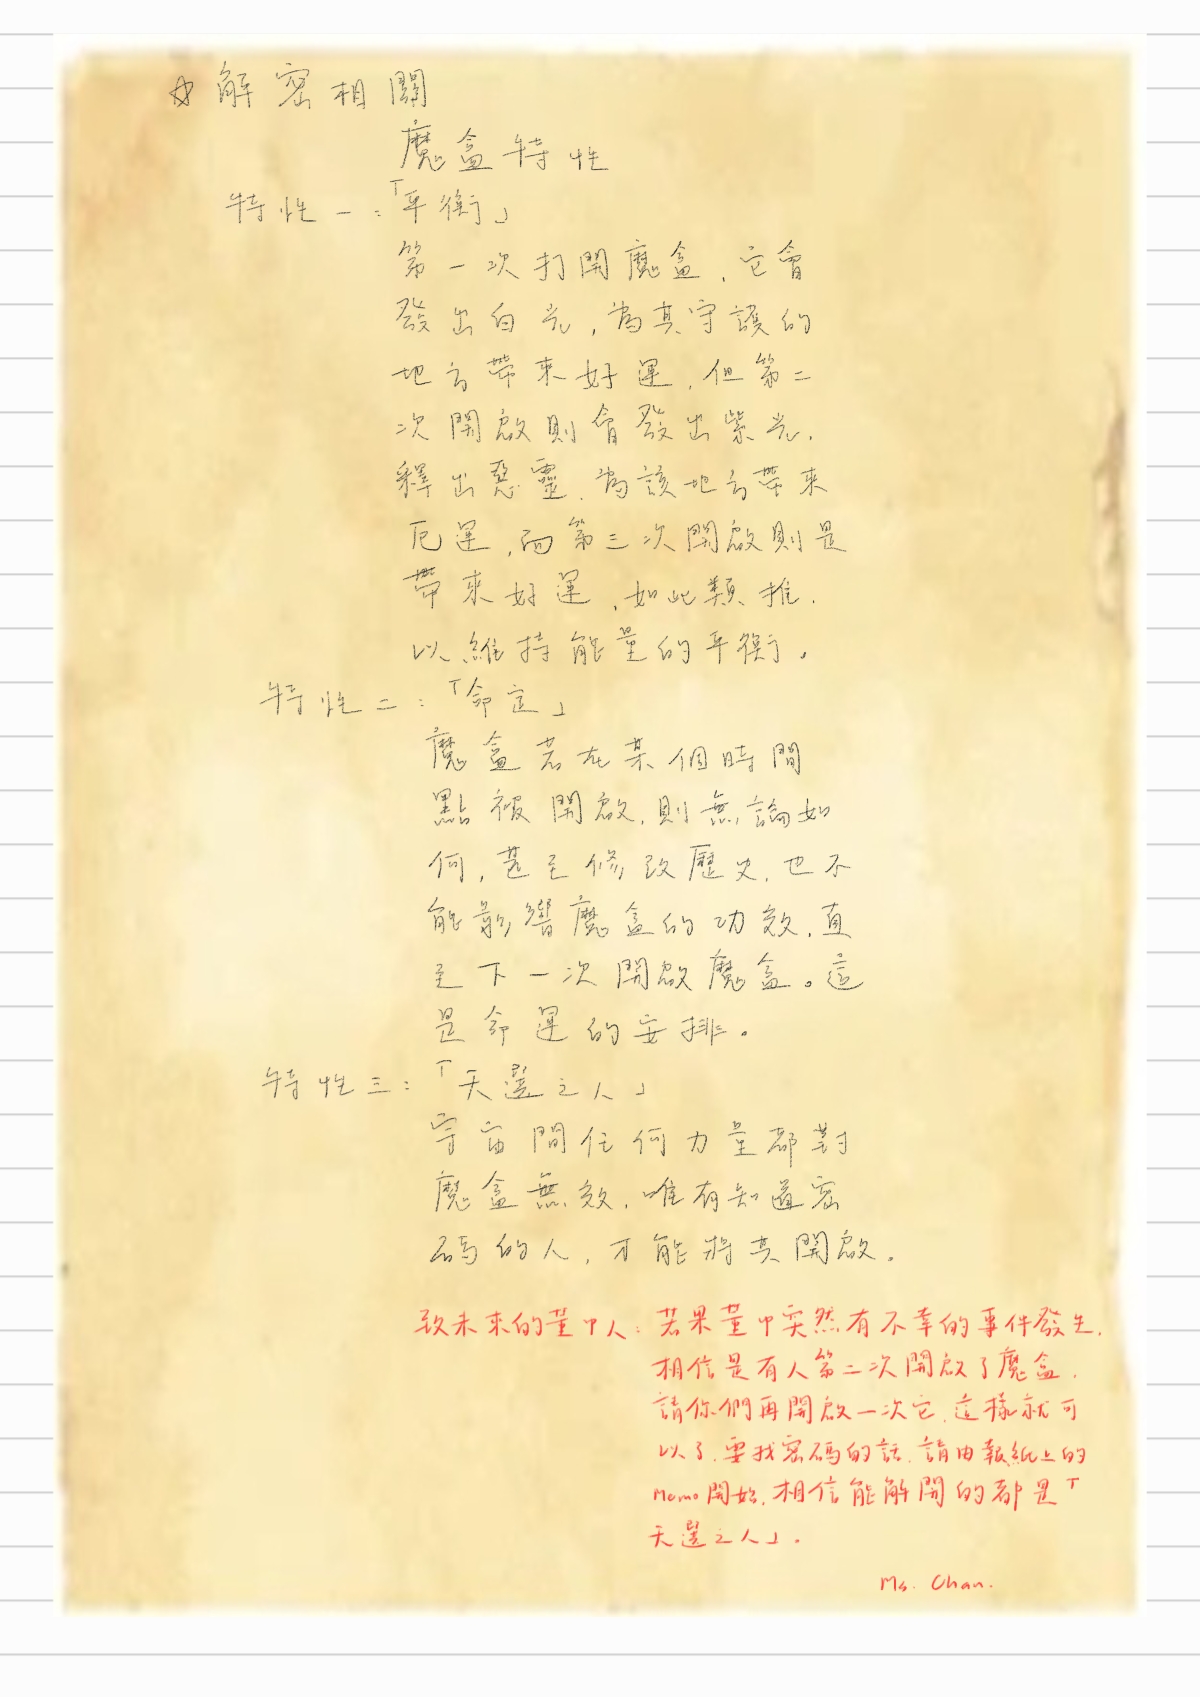 ☆解密相關
魔盒特性
特性一:「平衡」
第一次打開魔盒,它會
發出白光,為其守護的
地方帶來好運,但第二
次開啟則會發出紫光,
釋出惡靈,為該地方帶來
厄運,而第三次開啟則是
帶來好運,如此類推,
以維持能量的平衡。
特性二:「命定」
魔盒若在某個時間
點被開啟,則無論如
何,甚至修改歷史,也不
能影響魔盒的功效,直
至下一次開啟魔盒。這
是命運的安排。
特性三:「天選之人」
宇宙間任何力量都對
魔盒無效,唯有知道密
碼的人,才能將其開啟。
致未來的董中人:若果董中突然有不幸的事件發生,
相信是有人第二次開啟了魔盒,
請你們再開啟一次它,這樣就可
以了,要找密碼的話,請由報紙上的
Memo開始,相信能解開的都是「
天選之人」。
Ms. Chan.